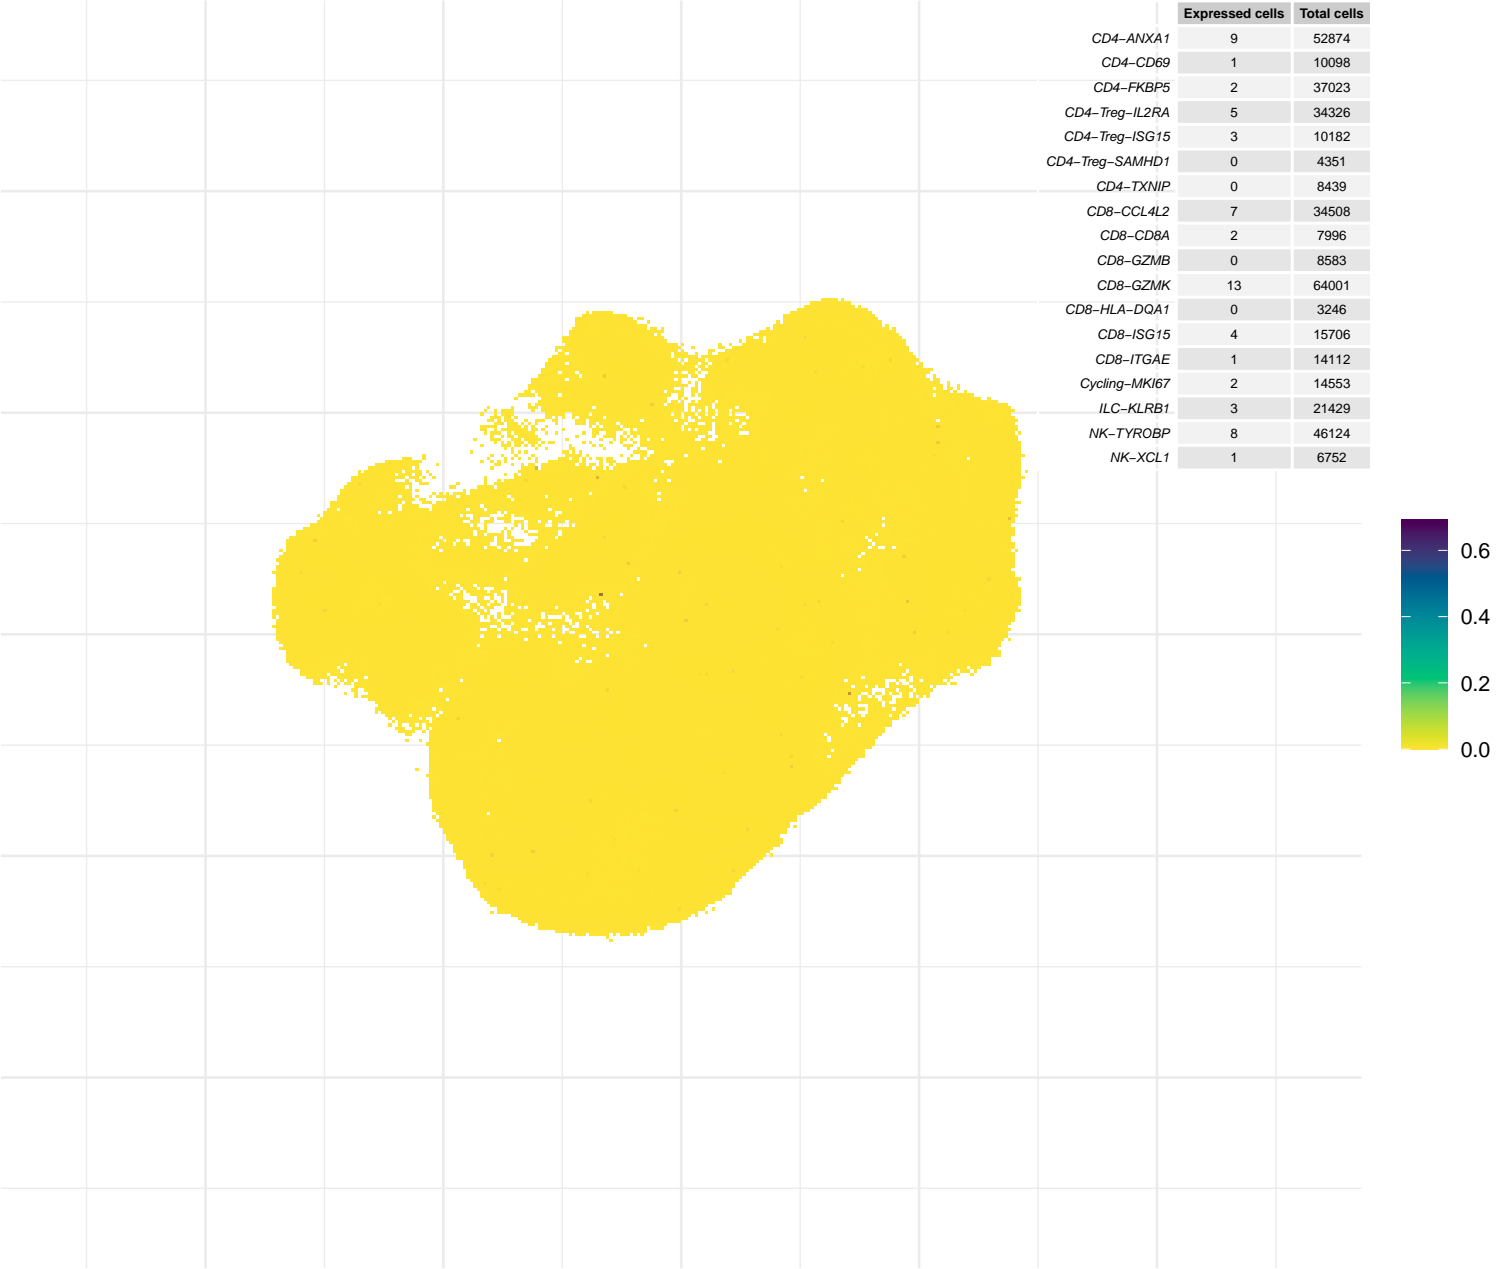 Expressed cells Total cells
CD4−ANXA1 9 52874
CD4−CD69 1 10098
CD4−FKBP5 2 37023
CD4−Treg−IL2RA 5 34326
CD4−Treg−ISG15 3 10182
CD4−Treg−SAMHD1 0 4351
CD4−TXNIP 0 8439
CD8−CCL4L2 7 34508
CD8−CD8A 2 7996
CD8−GZMB 0 8583
CD8−GZMK 13 64001
CD8−HLA−DQA1 0 3246
CD8−ISG15 4 15706
CD8−ITGAE 1 14112
Cycling−MKI67 2 14553
ILC−KLRB1 3 21429
NK−TYROBP 8 46124
NK−XCL1 1 6752
0.6
0.4
0.2
0.0